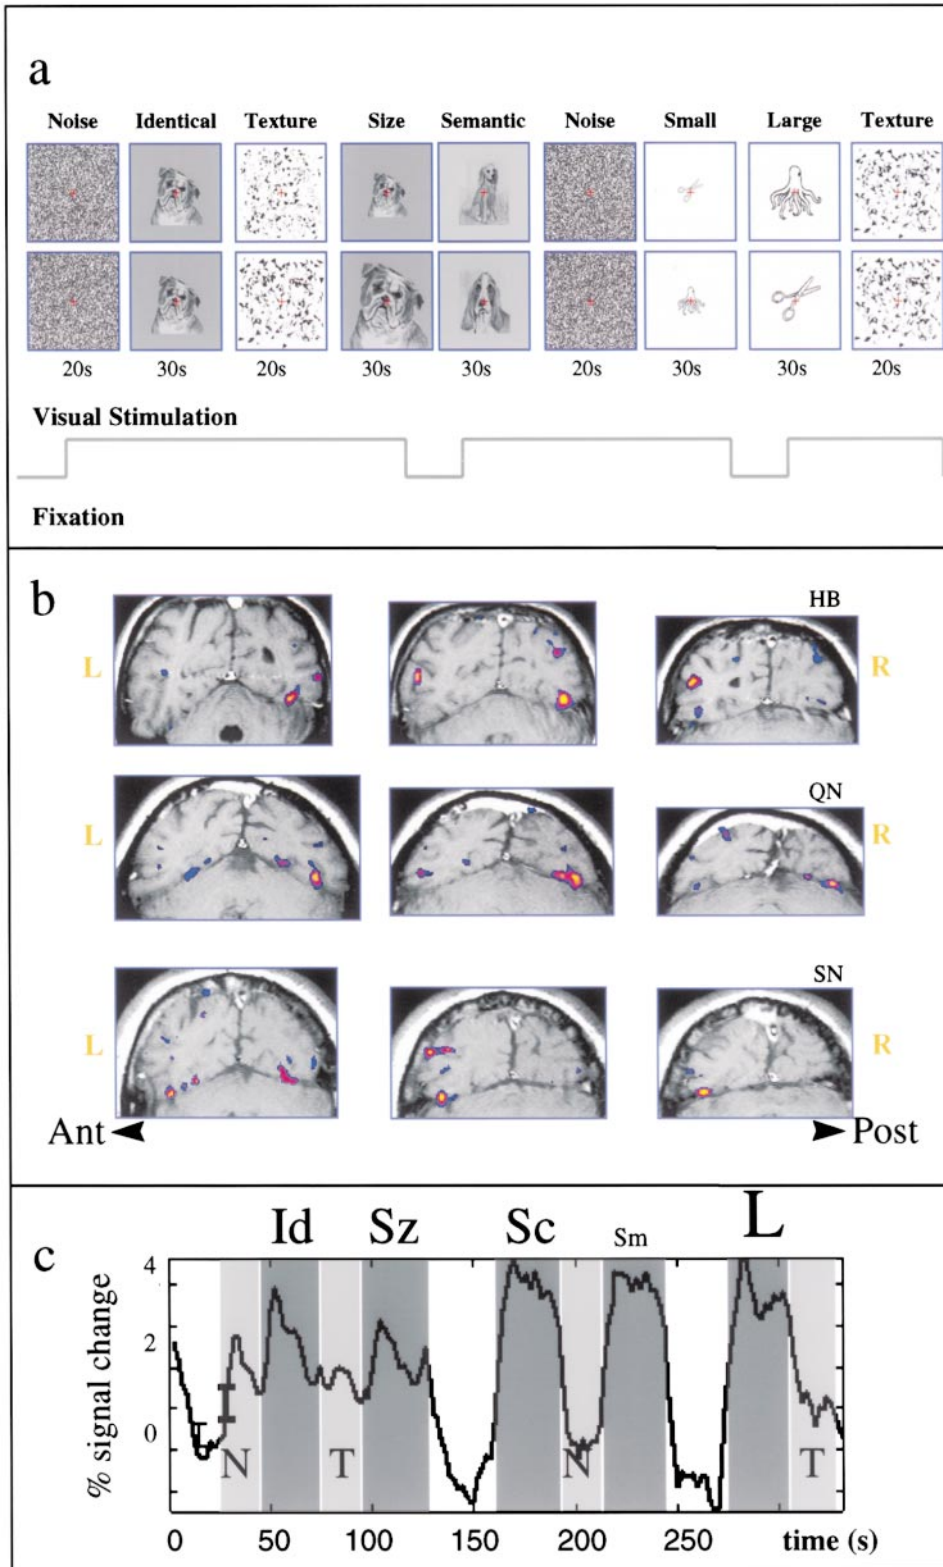 a
Noise Identical Texture Size Semantic Noise Small Large Texture
20s 30s 20s 30s 30s 20s 30s 30s 20s
Visual Stimulation
Fixation
b
HB
L R
QN
L R
SN
L R
Ant Post
c
Id Sz Sc Sm L
% signal change
4
2
0
N T N T
0 50 100 150 200 250 time (s)